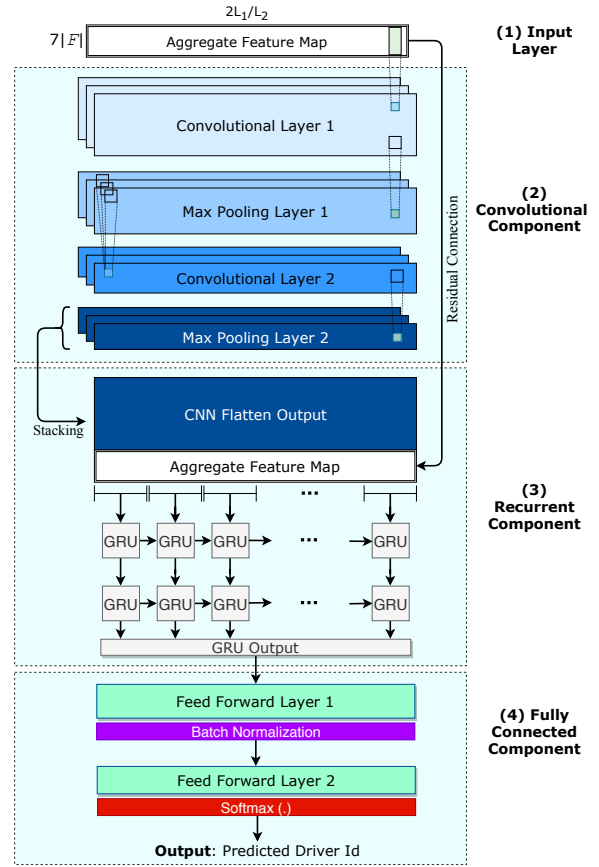 2L₁/L₂
7|F|
Aggregate Feature Map
(1) Input
Layer
Convolutional Layer 1
Max Pooling Layer 1
(2)
Convolutional
Component
Residual Connection
Convolutional Layer 2
Max Pooling Layer 2
CNN Flatten Output
Stacking
Aggregate Feature Map
...
(3)
Recurrent
Component
GRU GRU GRU ... GRU
GRU GRU GRU ... GRU
GRU Output
Feed Forward Layer 1
Batch Normalization
(4) Fully
Connected
Component
Feed Forward Layer 2
Softmax (.)
Output: Predicted Driver Id